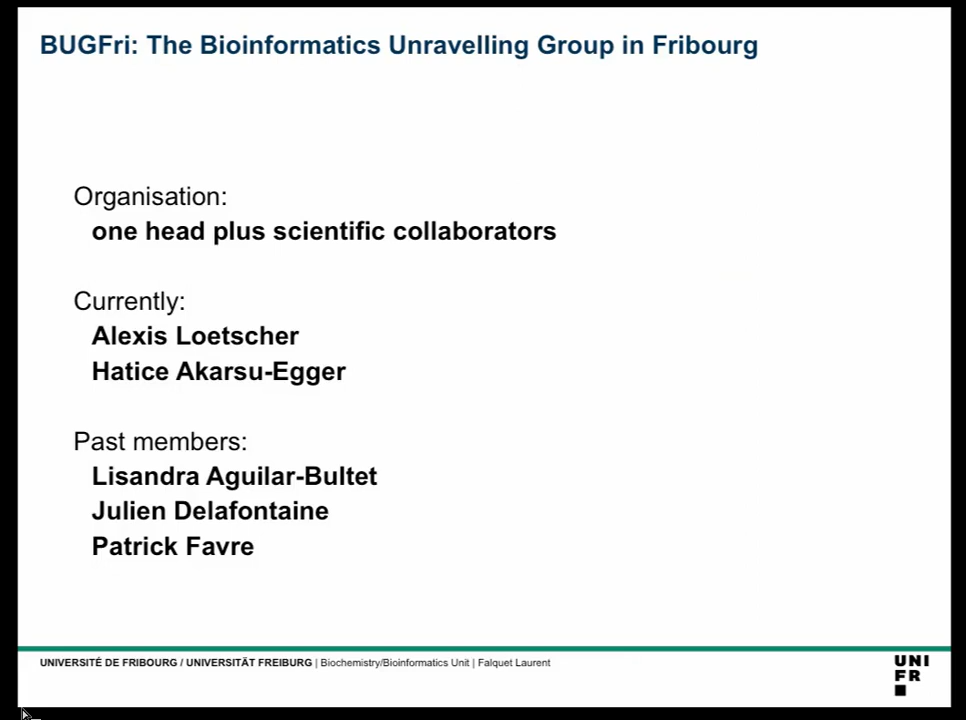 BUGFri: The Bioinformatics Unravelling Group in Fribourg
Organisation:
one head plus scientific collaborators
Currently:
Alexis Loetscher
Hatice Akarsu-Egger
Past members:
Lisandra Aguilar-Bultet
Julien Delafontaine
Patrick Favre
UNIVERSITÉ DE FRIBOURG / UNIVERSITÄT FREIBURG | Biochemistry/Bioinformatics Unit | Falquet Laurent
UNI
FR